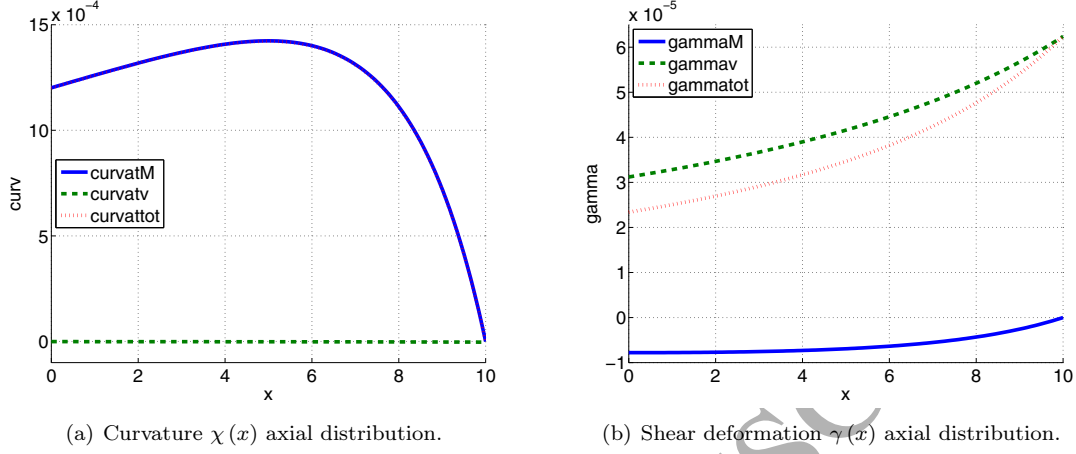 x 10⁻⁴
15
10
5
0
curv
curvatM
curvatv
curvattot
0 2 4 6 8 10
x
(a) Curvature χ (x) axial distribution.
x 10⁻⁵
6
5
4
3
2
1
0
−1
gamma
gammaM
gammav
gammatot
0 2 4 6 8 10
x
(b) Shear deformation γ (x) axial distribution.
SC